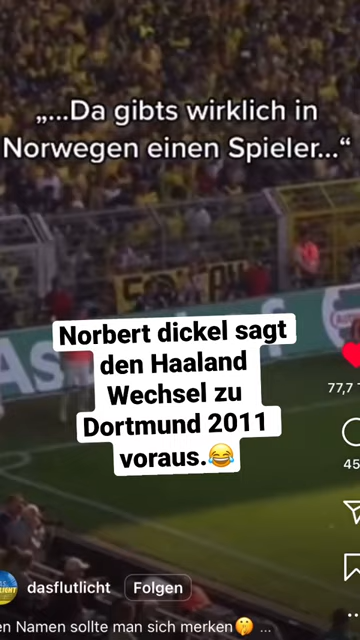 „...Da gibts wirklich in
Norwegen einen Spieler...“
Norbert dickel sagt
den Haaland
Wechsel zu
Dortmund 2011
voraus.😂
77,7
45
dasflutlicht
Folgen
en Namen sollte man sich merken🤫 ...